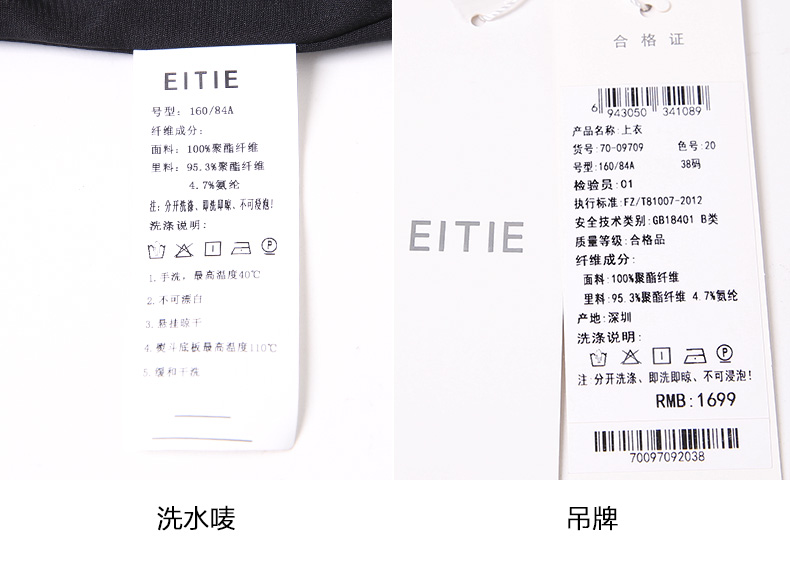 EITIE
号型: 160/84A
纤维成分:
面料: 100%聚酯纤维
里料: 95.3%聚酯纤维
4.7%氨纶
注: 分开洗涤、即洗即晾、不可浸泡!
洗涤说明:
1.手洗，最高温度40℃
2.不可漂白
3.悬挂晾干
4.熨斗底板最高温度110℃
5.缓和干洗
洗水唛
EITIE
合格证
6 943050 341089
产品名称:上衣
货号:70-09709 色号:20
号型:160/84A 38码
检验员:01
执行标准:FZ/T81007-2012
安全技术类别:GB18401 B类
质量等级:合格品
纤维成分:
面料:100%聚酯纤维
里料:95.3%聚酯纤维 4.7%氨纶
产地:深圳
洗涤说明:
注:分开洗涤、即洗即晾、不可浸泡!
RMB:1699
70097092038
吊牌